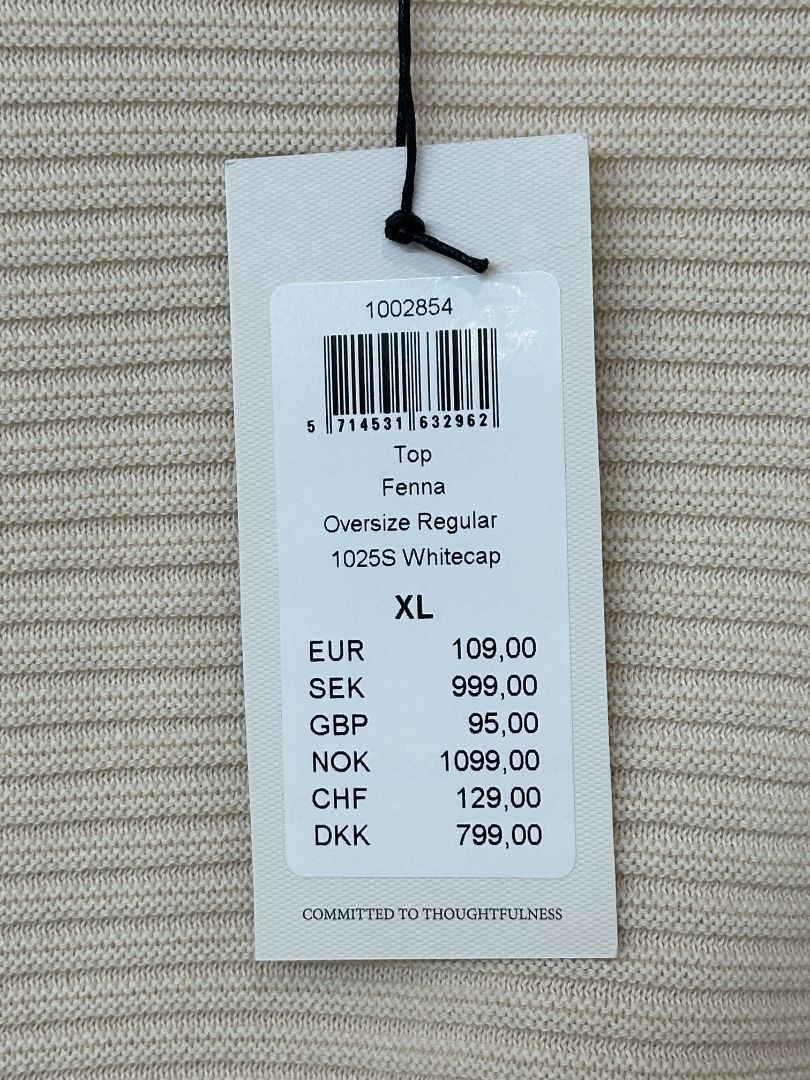 1002854
5 714531 632962
Top
Fenna
Oversize Regular
1025S Whitecap
XL
EUR 109,00
SEK 999,00
GBP 95,00
NOK 1099,00
CHF 129,00
DKK 799,00
COMMITTED TO THOUGHTFULNESS